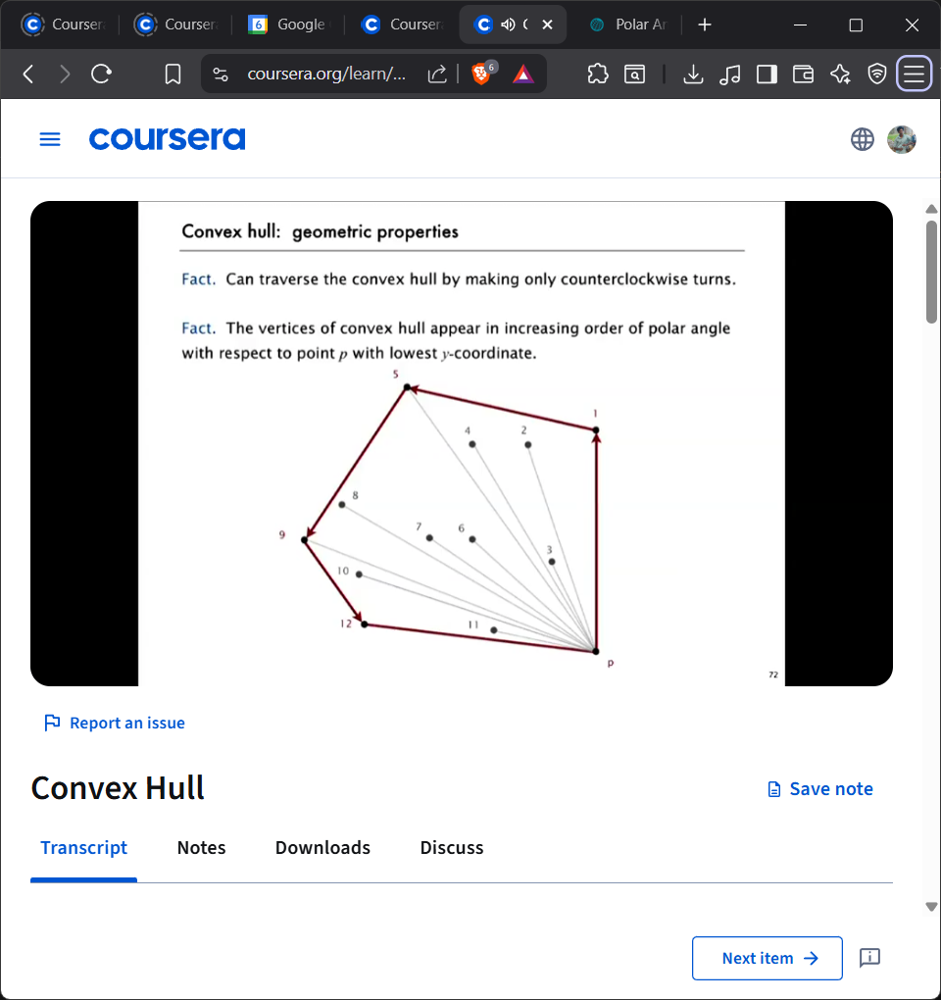 Courser
Courser
6
Google
Courser
Polar Ar
coursera.org/learn/...
6
coursera
Convex hull: geometric properties
Fact. Can traverse the convex hull by making only counterclockwise turns.
Fact. The vertices of convex hull appear in increasing order of polar angle
with respect to point p with lowest y-coordinate.
5
1
4
2
8
7
6
9
3
10
12
11
p
72
Report an issue
Convex Hull
Save note
Transcript
Notes
Downloads
Discuss
Next item